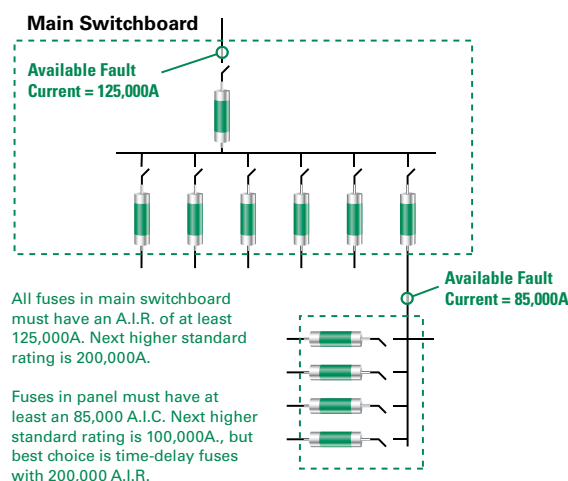 Main Switchboard
Available Fault
Current = 125,000A
Available Fault
Current = 85,000A
All fuses in main switchboard
must have an A.I.R. of at least
125,000A. Next higher standard
rating is 200,000A.
Fuses in panel must have at
least an 85,000 A.I.C. Next higher
standard rating is 100,000A., but
best choice is time-delay fuses
with 200.000 A.I.R.